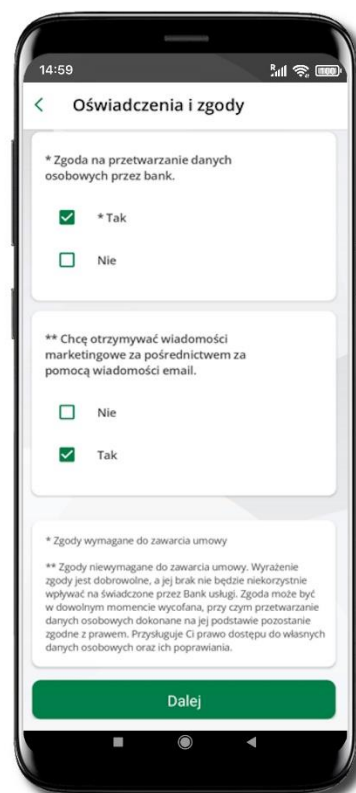 14:59
R
100
Oświadczenia i zgody
* Zgoda na przetwarzanie danych
osobowych przez bank.
* Tak
Nie
** Chcę otrzymywać wiadomości
marketingowe za pośrednictwem za
pomocą wiadomości email.
Nie
Tak
* Zgody wymagane do zawarcia umowy
** Zgody niewymagane do zawarcia umowy. Wyrażenie
zgody jest dobrowolne, a jej brak nie będzie niekorzystnie
wpływać na świadczone przez Bank usługi. Zgoda może być
w dowolnym momencie wycofana, przy czym przetwarzanie
danych osobowych dokonane na jej podstawie pozostanie
zgodne z prawem. Przysługuje Ci prawo dostępu do własnych
danych osobowych oraz ich poprawiania.
Dalej